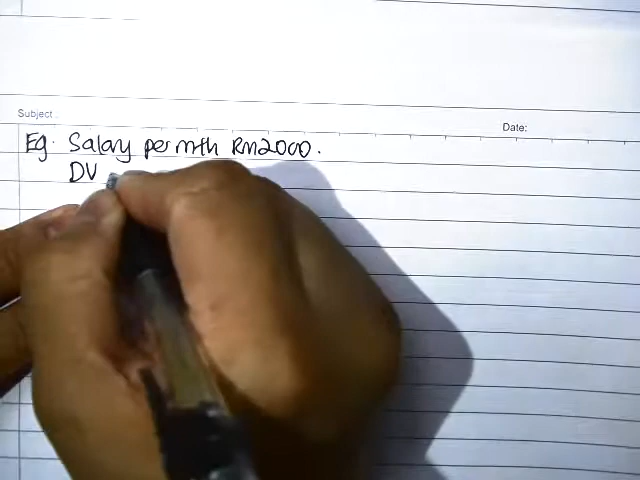 Subject :
Date:
Eg. Salary per mth RM2000.
DV